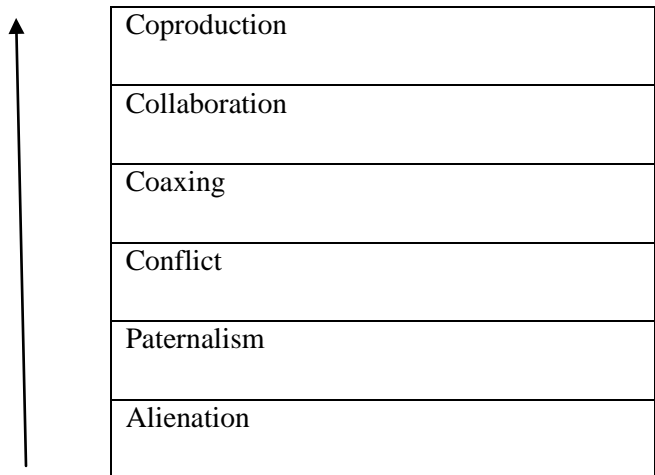 Coproduction
Collaboration
Coaxing
Conflict
Paternalism
Alienation